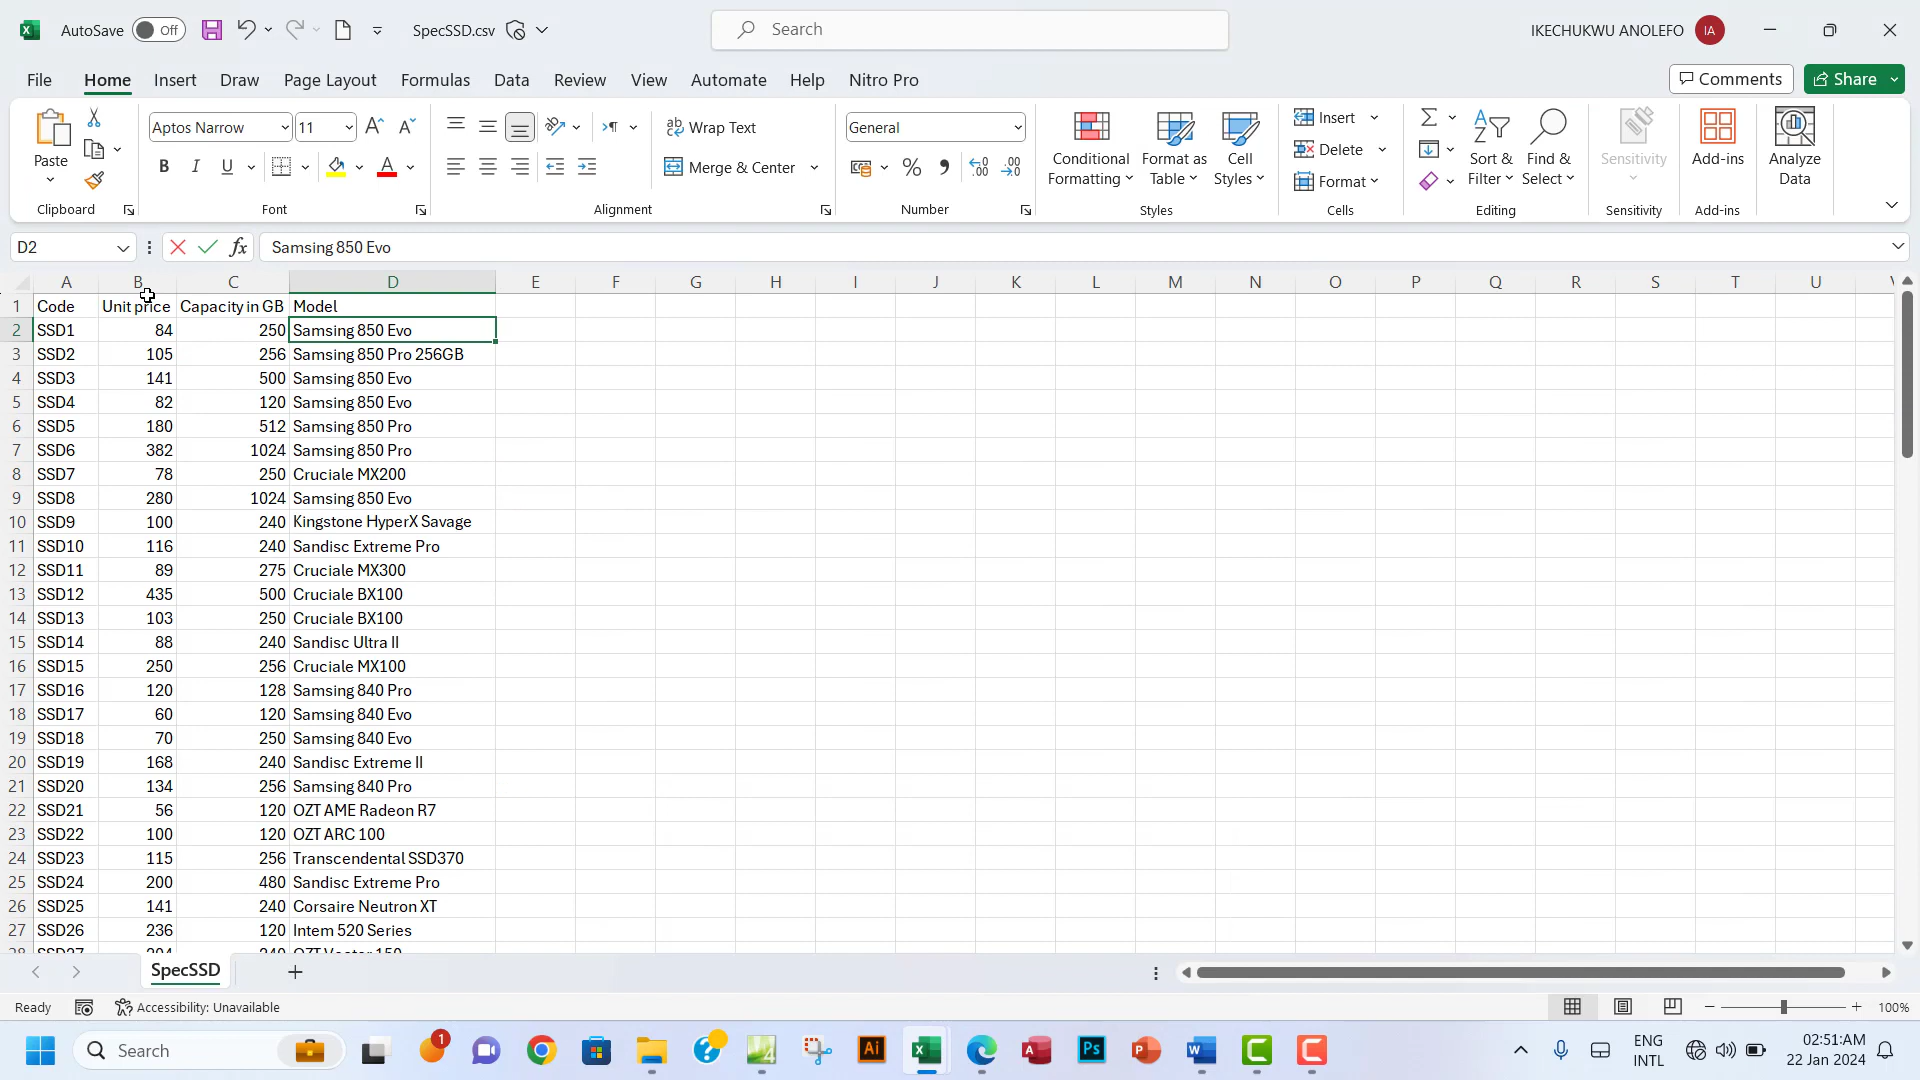 AutoSave Off SpecSSD.csv Search IKECHUKWU ANOLEFO IA
File Home Insert Draw Page Layout Formulas Data Review View Automate Help Nitro Pro Comments Share
Aptos Narrow 11 Wrap Text General Insert
Paste B I U Merge & Center Conditional Formatting Format as Table Cell Styles Delete Format Sort & Filter Find & Select Sensitivity Add-ins Analyze Data
Clipboard Font Alignment Number Styles Cells Editing Sensitivity Add-ins
D2 fx Samsing 850 Evo
A B C D E F G H I J K L M N O P Q R S T U
1 Code Unit price Capacity in GB Model
2 SSD1 84 250 Samsing 850 Evo
3 SSD2 105 256 Samsing 850 Pro 256GB
4 SSD3 141 500 Samsing 850 Evo
5 SSD4 82 120 Samsing 850 Evo
6 SSD5 180 512 Samsing 850 Pro
7 SSD6 382 1024 Samsing 850 Pro
8 SSD7 78 250 Cruciale MX200
9 SSD8 280 1024 Samsing 850 Evo
10 SSD9 100 240 Kingstone HyperX Savage
11 SSD10 116 240 Sandisc Extreme Pro
12 SSD11 89 275 Cruciale MX300
13 SSD12 435 500 Cruciale BX100
14 SSD13 103 250 Cruciale BX100
15 SSD14 88 240 Sandisc Ultra II
16 SSD15 250 256 Cruciale MX100
17 SSD16 120 128 Samsing 840 Pro
18 SSD17 60 120 Samsing 840 Evo
19 SSD18 70 250 Samsing 840 Evo
20 SSD19 168 240 Sandisc Extreme II
21 SSD20 134 256 Samsing 840 Pro
22 SSD21 56 120 OZT AME Radeon R7
23 SSD22 100 120 OZT ARC 100
24 SSD23 115 256 Transcendental SSD370
25 SSD24 200 480 Sandisc Extreme Pro
26 SSD25 141 240 Corsaire Neutron XT
27 SSD26 236 120 Intem 520 Series
28 SSD27 204 240 OZT Vector 150
SpecSSD
Ready Accessibility: Unavailable 100%
Search 1 Ai Ps ENG INTL 02:51:AM 22 Jan 2024